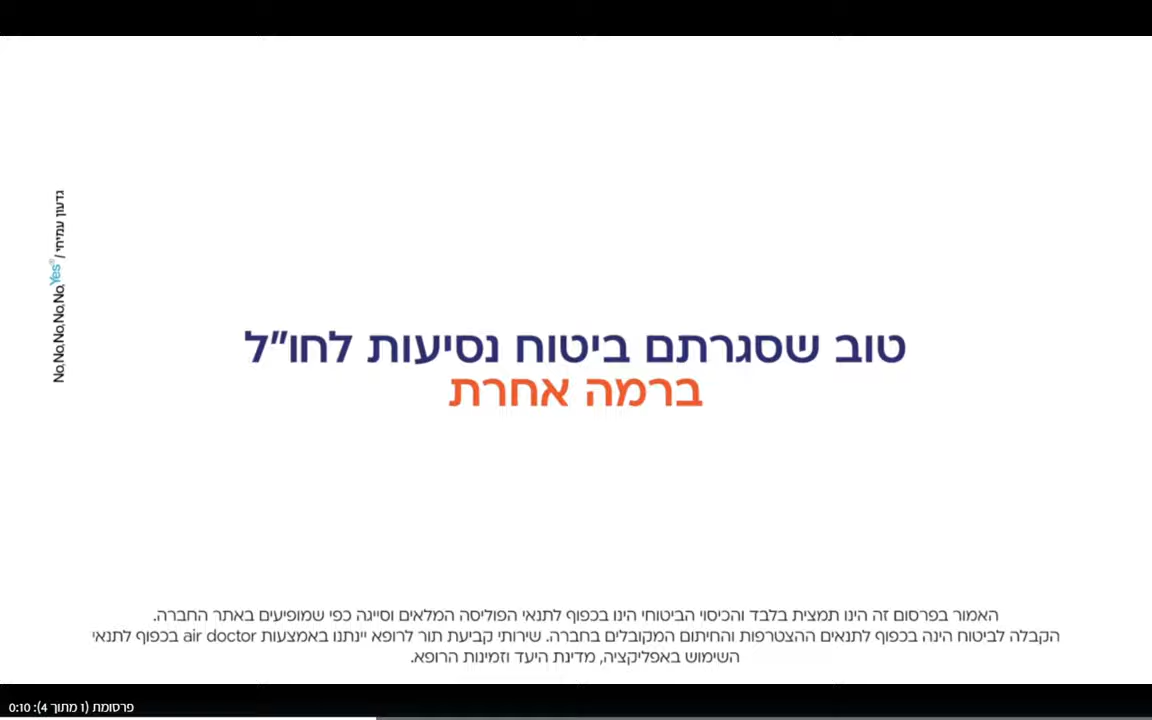 טוב שסגרתם ביטוח נסיעות לחו"ל
ברמה אחרת
גדעון עמיחי / No,No,No,No,No,Yes®
האמור בפרסום זה הינו תמצית בלבד והכיסוי הביטוחי הינו בכפוף לתנאי הפוליסה המלאים וסייגה כפי שמופיעים באתר החברה.
הקבלה לביטוח הינה בכפוף לתנאים ההצטרפות והחיתום המקובלים בחברה. שירותי קביעת תור לרופא יינתנו באמצעות air doctor בכפוף לתנאי
השימוש באפליקציה, מדינת היעד וזמינות הרופא.
פרסומת (1 מתוך 4): 0:10